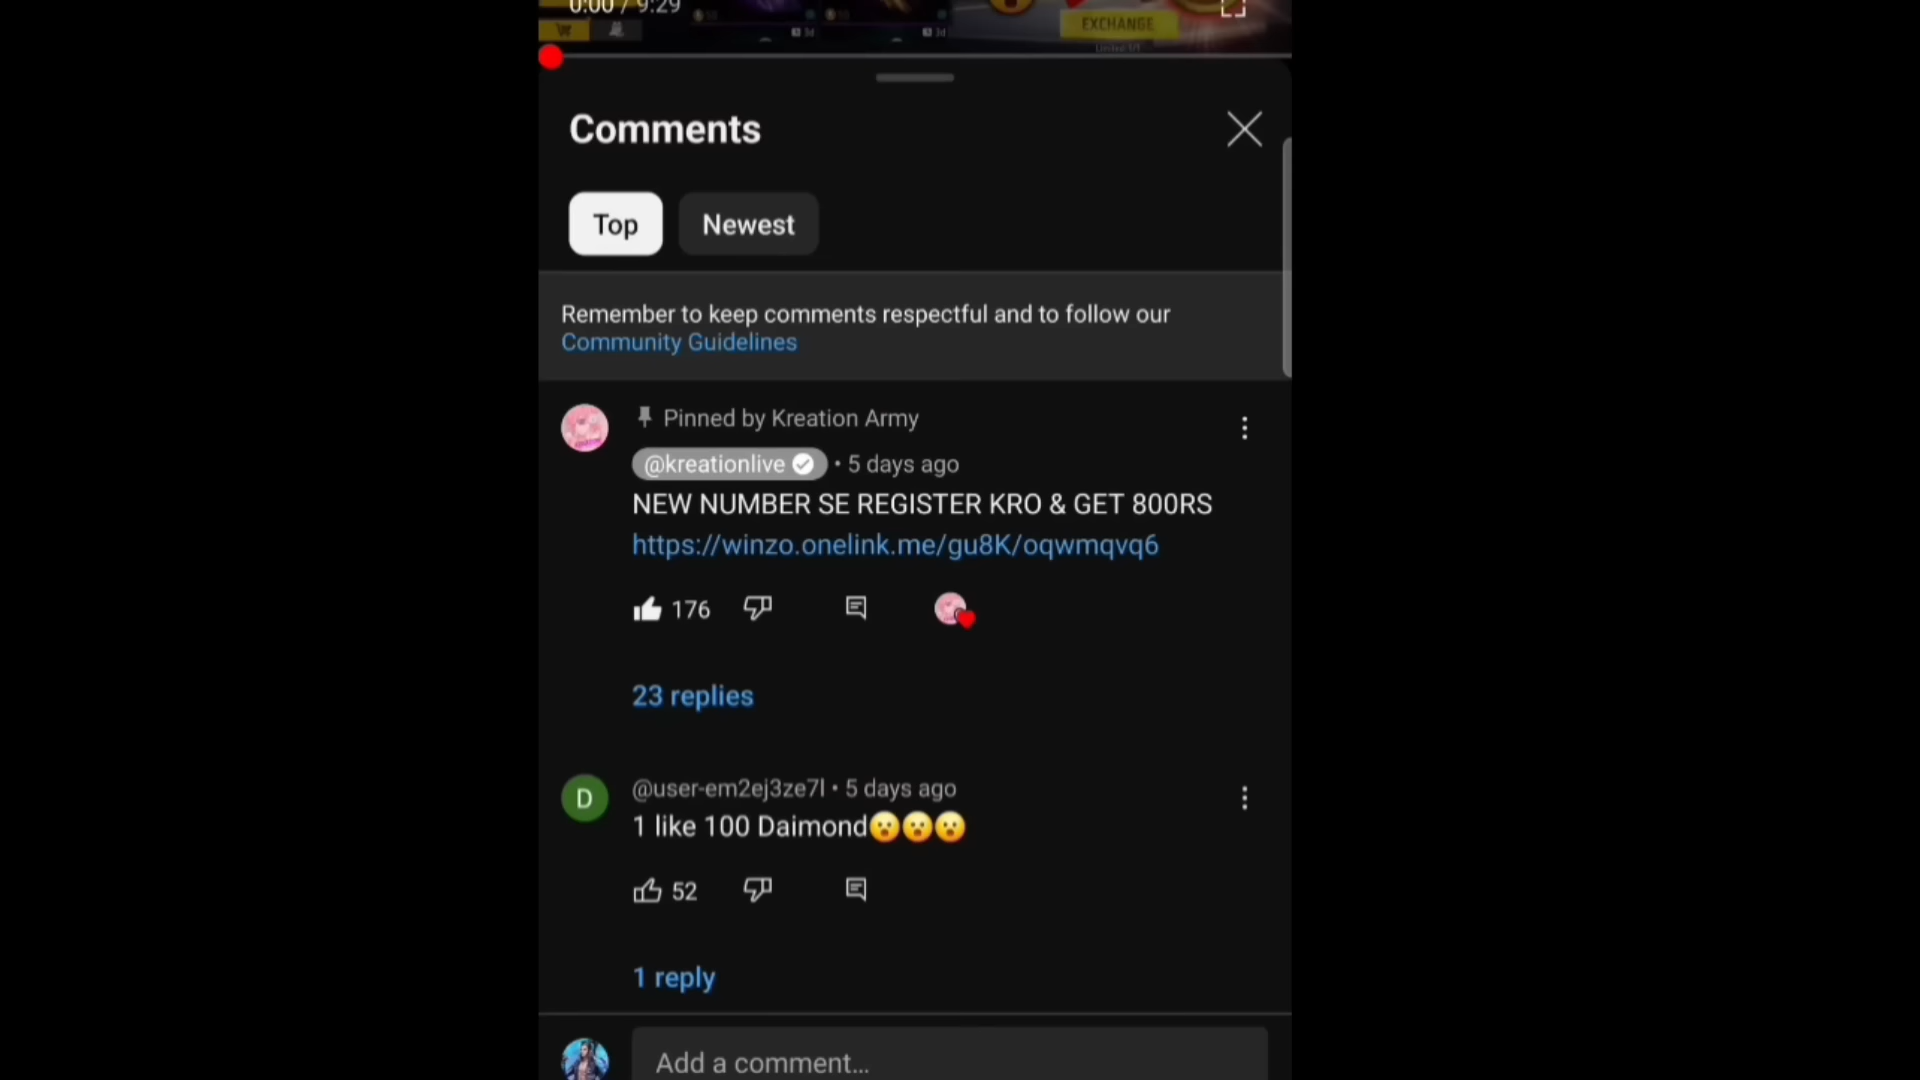 0:00 / 9:29
EXCHANGE
Comments
Top
Newest
Remember to keep comments respectful and to follow our
Community Guidelines
Pinned by Kreation Army
@kreationlive • 5 days ago
NEW NUMBER SE REGISTER KRO & GET 800RS
https://winzo.onelink.me/gu8K/oqwmqvq6
176
23 replies
D
@user-em2ej3ze7l • 5 days ago
1 like 100 Daimond😮😮😮
52
1 reply
Add a comment...